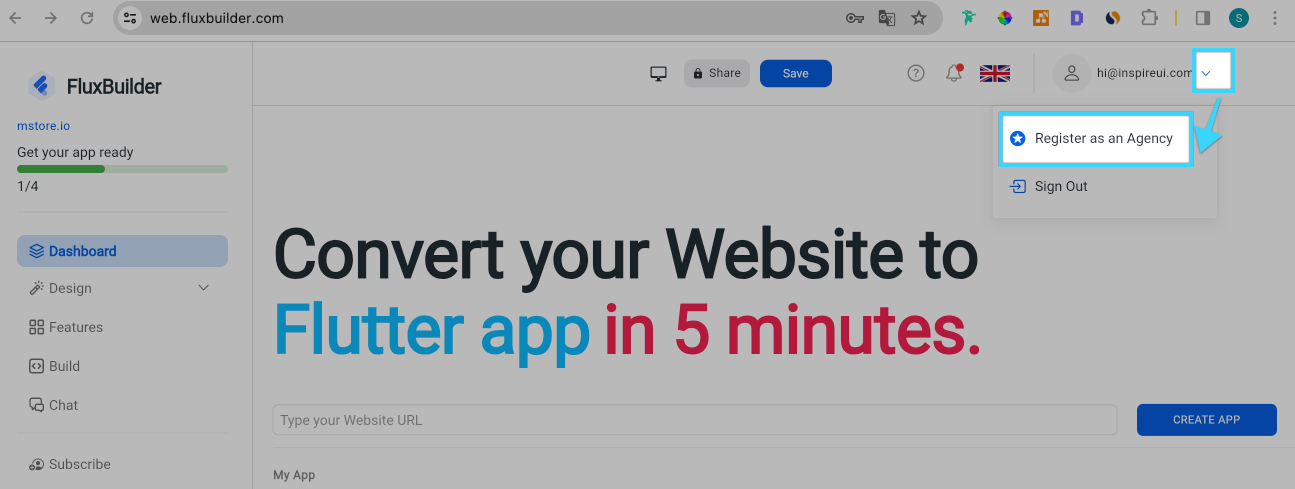 web.fluxbuilder.com
S
FluxBuilder
Share
Save
hi@inspireui.com
mstore.io
Get your app ready
1/4
Register as an Agency
Sign Out
Dashboard
Design
Features
Build
Chat
Subscribe
Convert your Website to
Flutter app in 5 minutes.
Type your Website URL
CREATE APP
My App